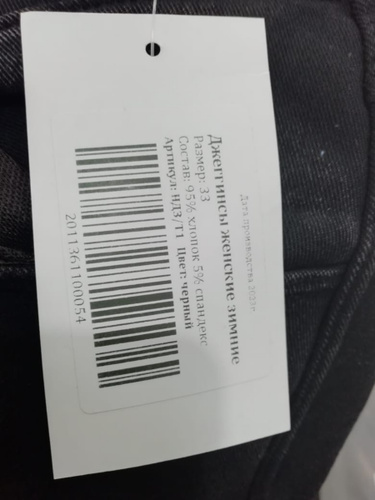 Дата производства 2023г
Джеггинсы женские зимние
Размер: 33
Состав: 95% хлопок 5% спандекс
Артикул: НДЗ/Т1 Цвет: черный
2011361100054